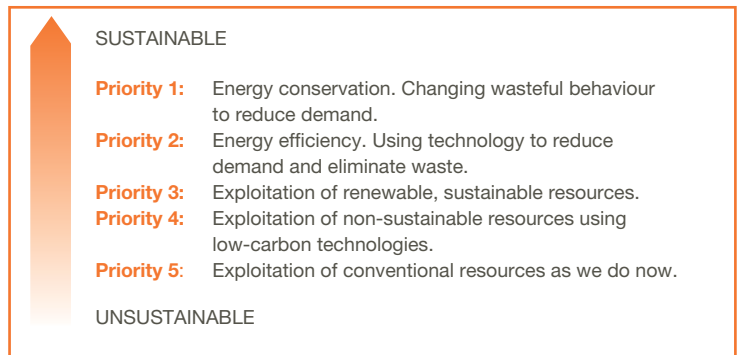 SUSTAINABLE
Priority 1: Energy conservation. Changing wasteful behaviour
to reduce demand.
Priority 2: Energy efficiency. Using technology to reduce
demand and eliminate waste.
Priority 3: Exploitation of renewable, sustainable resources.
Priority 4: Exploitation of non-sustainable resources using
low-carbon technologies.
Priority 5: Exploitation of conventional resources as we do now.
UNSUSTAINABLE